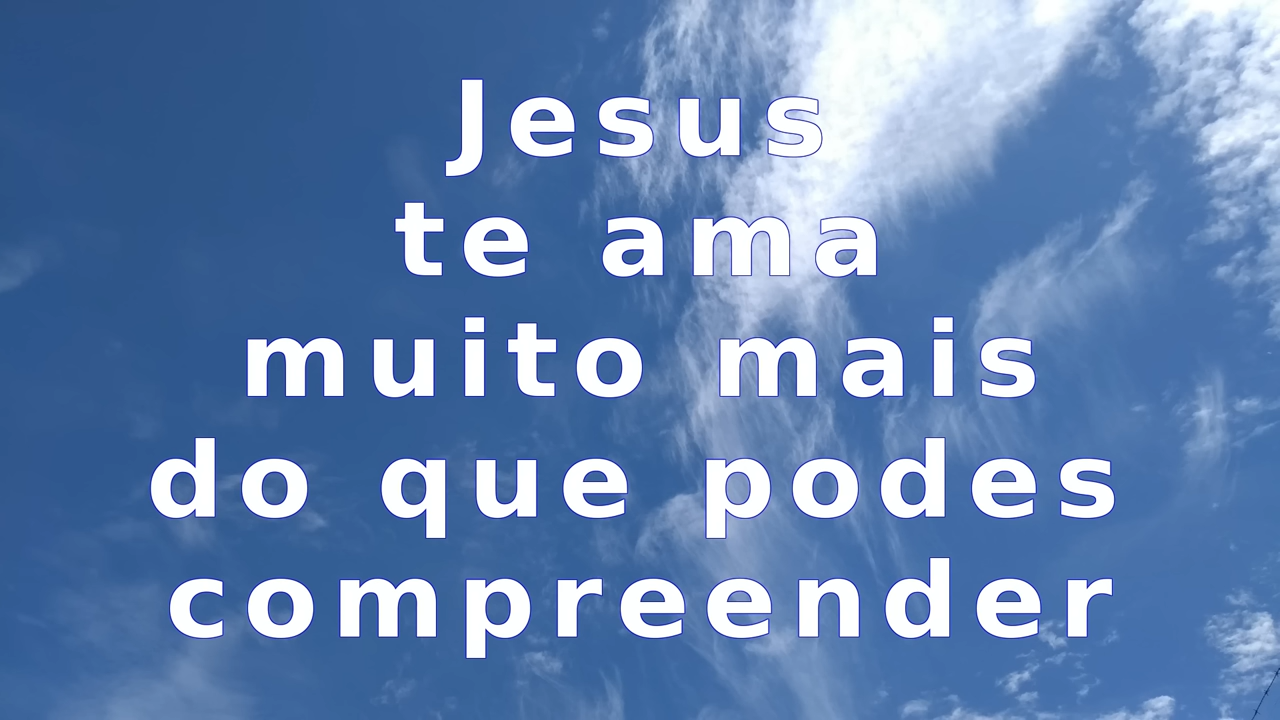 Jesus
te ama
muito mais
do que podes
compreender